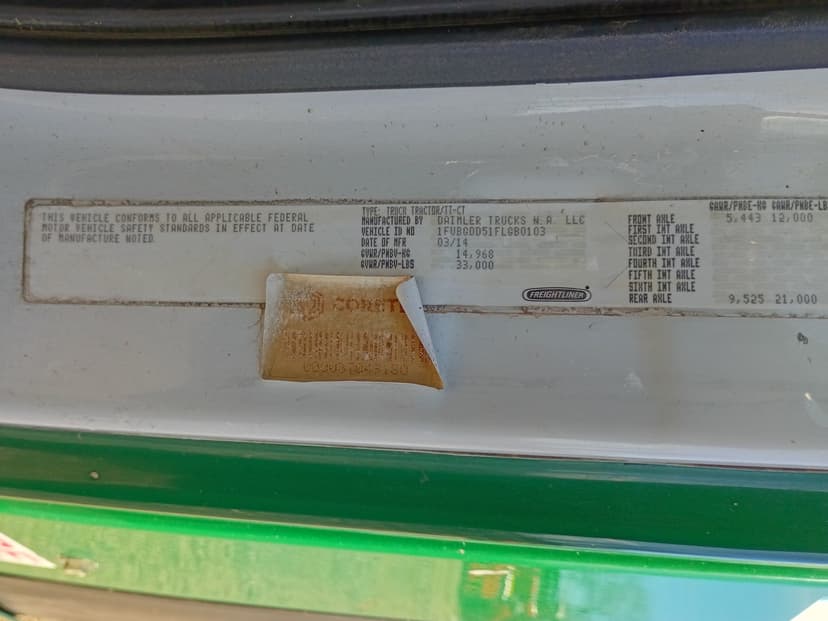 THIS VEHICLE CONFORMS TO ALL APPLICABLE FEDERAL
MOTOR VEHICLE SAFETY STANDARDS IN EFFECT AT DATE
OF MANUFACTURE NOTED
TYPE: TRUCK TRACTOR/TT-CT
MANUFACTURED BY DAIMLER TRUCKS N.A. LLC
VEHICLE ID NO 1FUBGDD51FLGB0103
DATE OF MFR 03/14
GVWR/PNBV-KG 14,968
GVWR/PNBV-LBS 33,000
FREIGHTLINER
GAWR/PNBE-KG GAWR/PNBE-LB
FRONT AXLE 5,443 12,000
FIRST INT AXLE
SECOND INT AXLE
THIRD INT AXLE
FOURTH INT AXLE
FIFTH INT AXLE
SIXTH INT AXLE
REAR AXLE 9,525 21,000